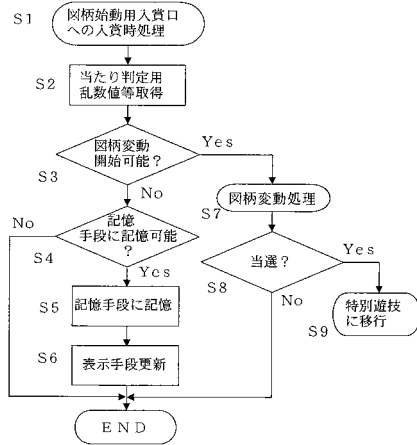 S1
図柄始動用入賞口
への入賞時処理
S2
当たり判定用
乱数値等取得
図柄変動
開始可能？
Yes
S3
No
図柄変動処理
S7
No
記憶
手段に記憶可能
？
S4
Yes
当選？
Yes
S8
No
S5
記憶手段に記憶
特別遊技
に移行
S9
S6
表示手段更新
END